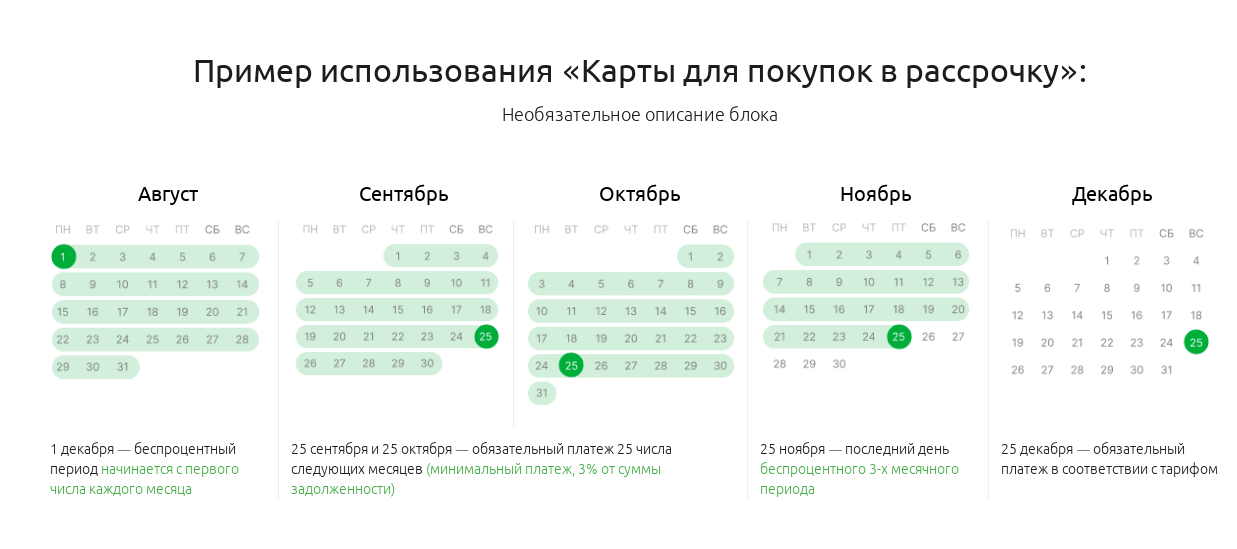 Пример использования «Карты для покупок в рассрочку»:
Необязательное описание блока
Август
ПН ВТ СР ЧТ ПТ СБ ВС
1 2 3 4 5 6 7
8 9 10 11 12 13 14
15 16 17 18 19 20 21
22 23 24 25 26 27 28
29 30 31
1 декабря — беспроцентный
период начинается с первого
числа каждого месяца
Сентябрь
ПН ВТ СР ЧТ ПТ СБ ВС
1 2 3 4
5 6 7 8 9 10 11
12 13 14 15 16 17 18
19 20 21 22 23 24 25
26 27 28 29 30
Октябрь
ПН ВТ СР ЧТ ПТ СБ ВС
1 2
3 4 5 6 7 8 9
10 11 12 13 14 15 16
17 18 19 20 21 22 23
24 25 26 27 28 29 30
31
25 сентября и 25 октября — обязательный платеж 25 числа
следующих месяцев (минимальный платеж, 3% от суммы
задолженности)
Ноябрь
ПН ВТ СР ЧТ ПТ СБ ВС
1 2 3 4 5 6
7 8 9 10 11 12 13
14 15 16 17 18 19 20
21 22 23 24 25 26 27
28 29 30
25 ноября — последний день
беспроцентного 3-х месячного
периода
Декабрь
ПН ВТ СР ЧТ ПТ СБ ВС
1 2 3 4
5 6 7 8 9 10 11
12 13 14 15 16 17 18
19 20 21 22 23 24 25
26 27 28 29 30 31
25 декабря — обязательный
платеж в соответствии с тарифом